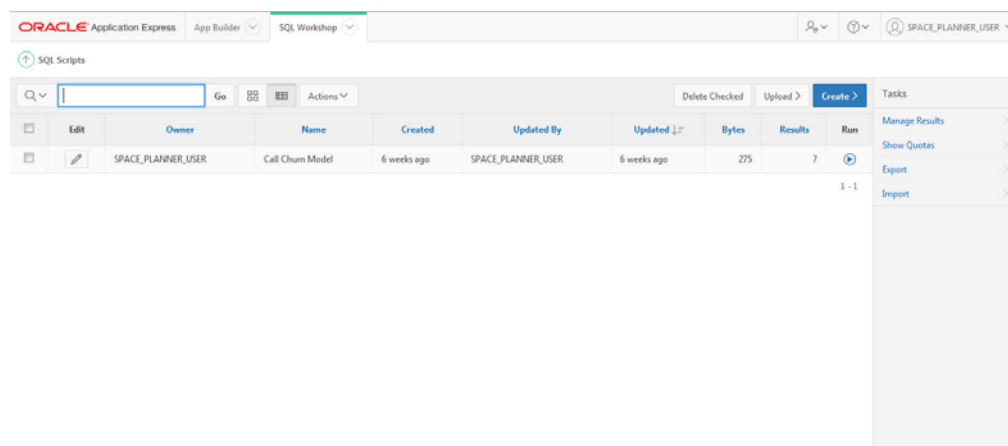 ORACLE Application Express App Builder SQL Workshop SPACE_PLANNER_USER
SQL Scripts
Go Actions Delete Checked Upload > Create > Tasks
Edit Owner Name Created Updated By Updated Bytes Results Run Manage Results
Show Quotas
SPACE_PLANNER_USER Call Churn Model 6 weeks ago SPACE_PLANNER_USER 6 weeks ago 275 7
Export
1 - 1 Import